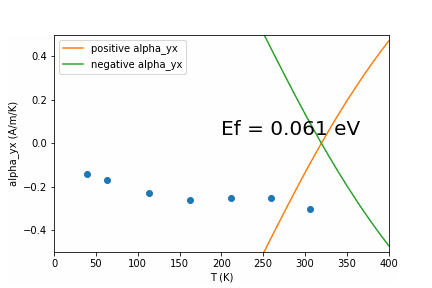 positive alpha_yx
negative alpha_yx
Ef = 0.061 eV
alpha_yx (A/m/K)
0.4
0.2
0.0
−0.2
−0.4
0 50 100 150 200 250 300 350 400
T (K)